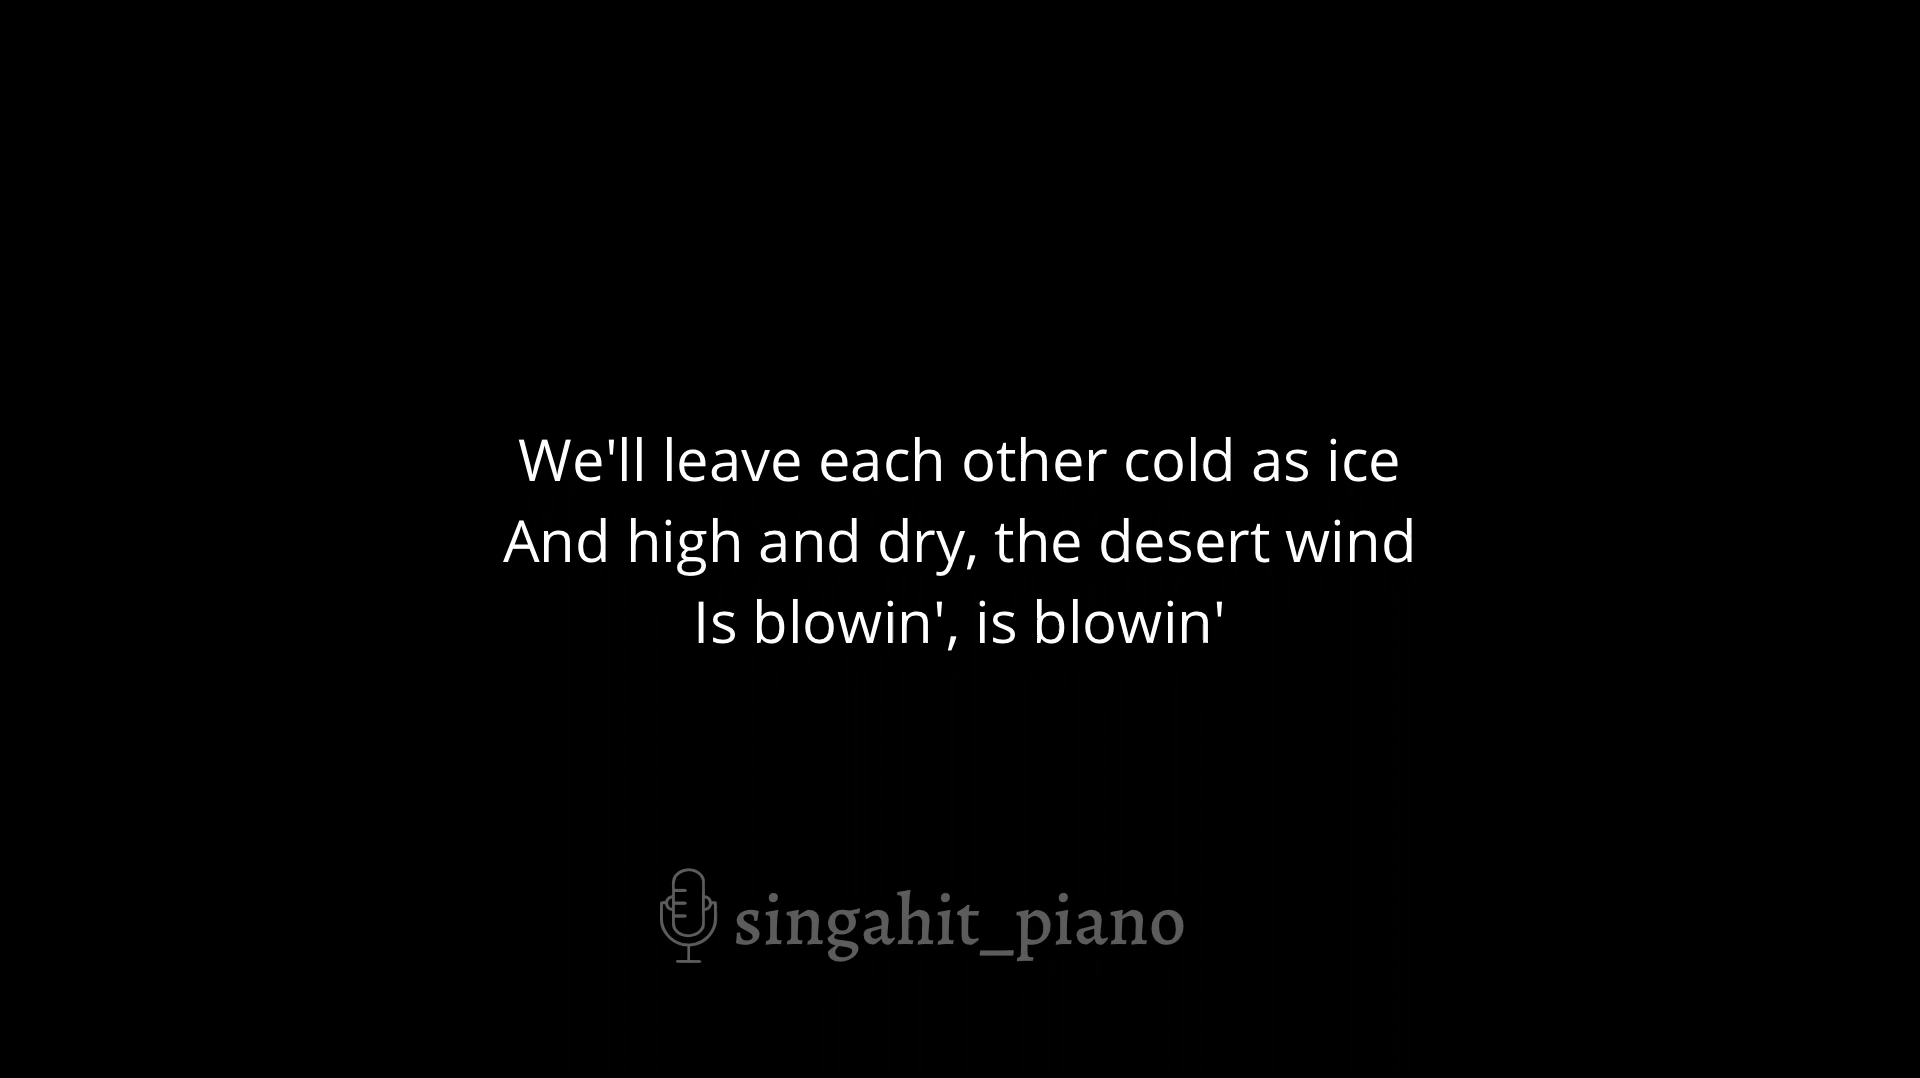 We'll leave each other cold as ice
And high and dry, the desert wind
Is blowin', is blowin'
singahit_piano